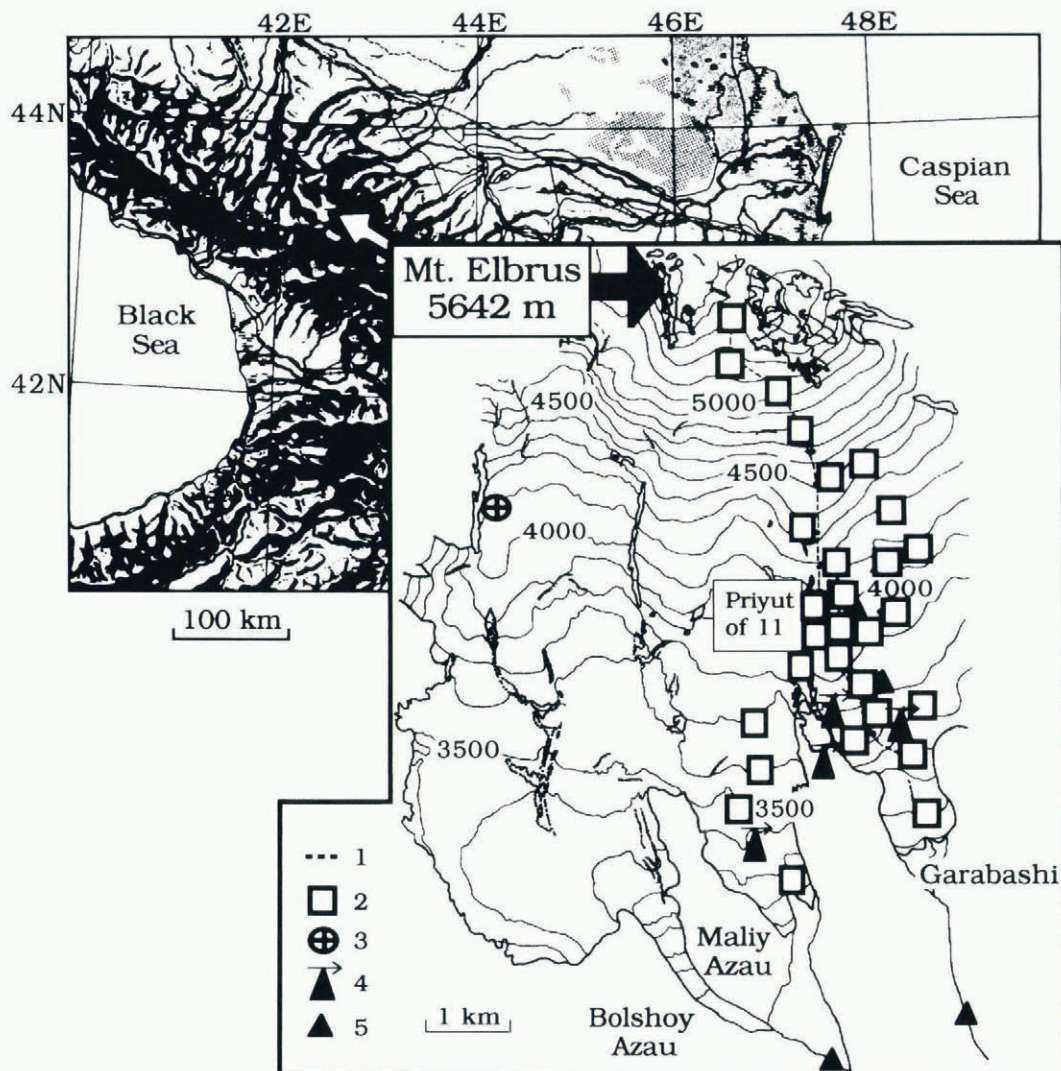 42E 44E 46E 48E
44N
Caspian
Sea
Mt. Elbrus
5642 m
Black
Sea
42N
4500
5000
4500
4000
4000
100 km
Priyut
of 11
3500
3500
1
2
3
4
5
Garabashi
Maliy
Azau
1 km
Bolshoy
Azau